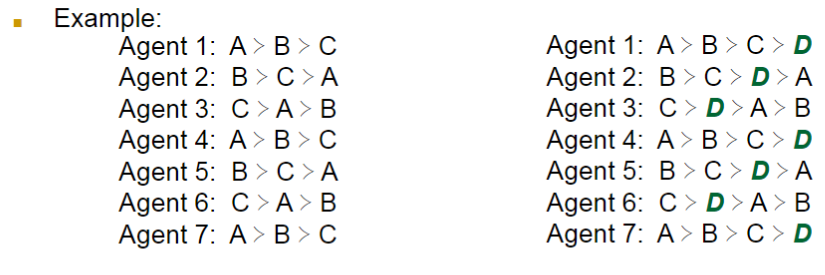 Example:
Agent 1: A > B > C
Agent 2: B > C > A
Agent 3: C > A > B
Agent 4: A > B > C
Agent 5: B > C > A
Agent 6: C > A > B
Agent 7: A > B > C
Agent 1: A > B > C > D
Agent 2: B > C > D > A
Agent 3: C > D > A > B
Agent 4: A > B > C > D
Agent 5: B > C > D > A
Agent 6: C > D > A > B
Agent 7: A > B > C > D